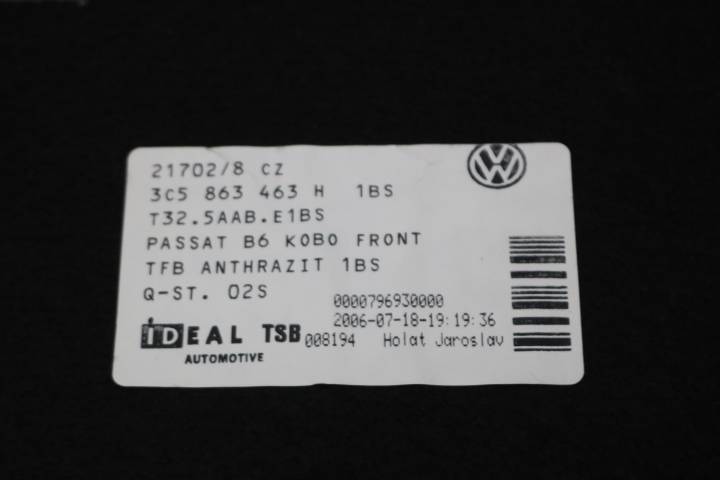 21702/8 CZ
3C5 863 463 H 1BS
T32.5AAB.E1BS
PASSAT B6 KOBO FRONT
TFB ANTHRAZIT 1BS
Q-ST. 02S
0000796930000
2006-07-18-19:19:36
008194 Holat Jaroslav
iDEAL TSB
AUTOMOTIVE